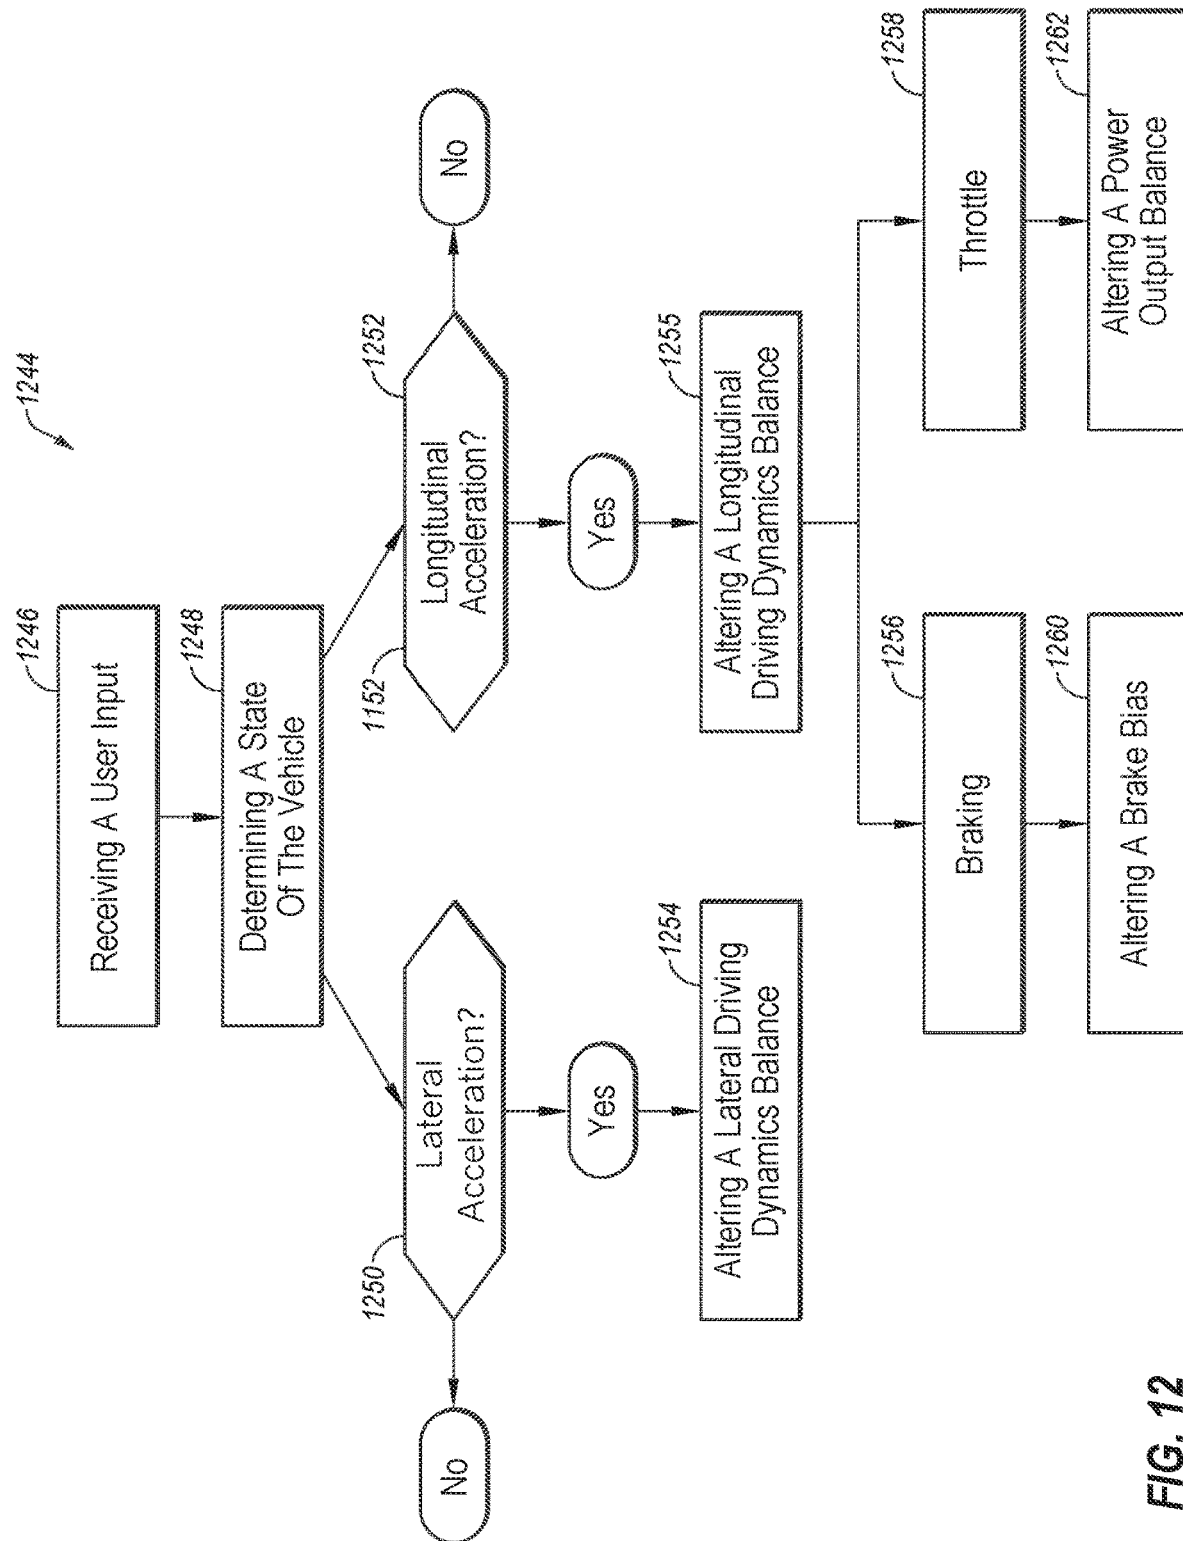 1244
1246
Receiving A User Input
1248
Determining A State
Of The Vehicle
1250
Lateral
Acceleration?
1152
1252
Longitudinal
Acceleration?
No
No
Yes
Yes
1254
Altering A Lateral Driving
Dynamics Balance
1255
Altering A Longitudinal
Driving Dynamics Balance
1256
Braking
1258
Throttle
1260
Altering A Brake Bias
1262
Altering A Power
Output Balance
FIG. 12